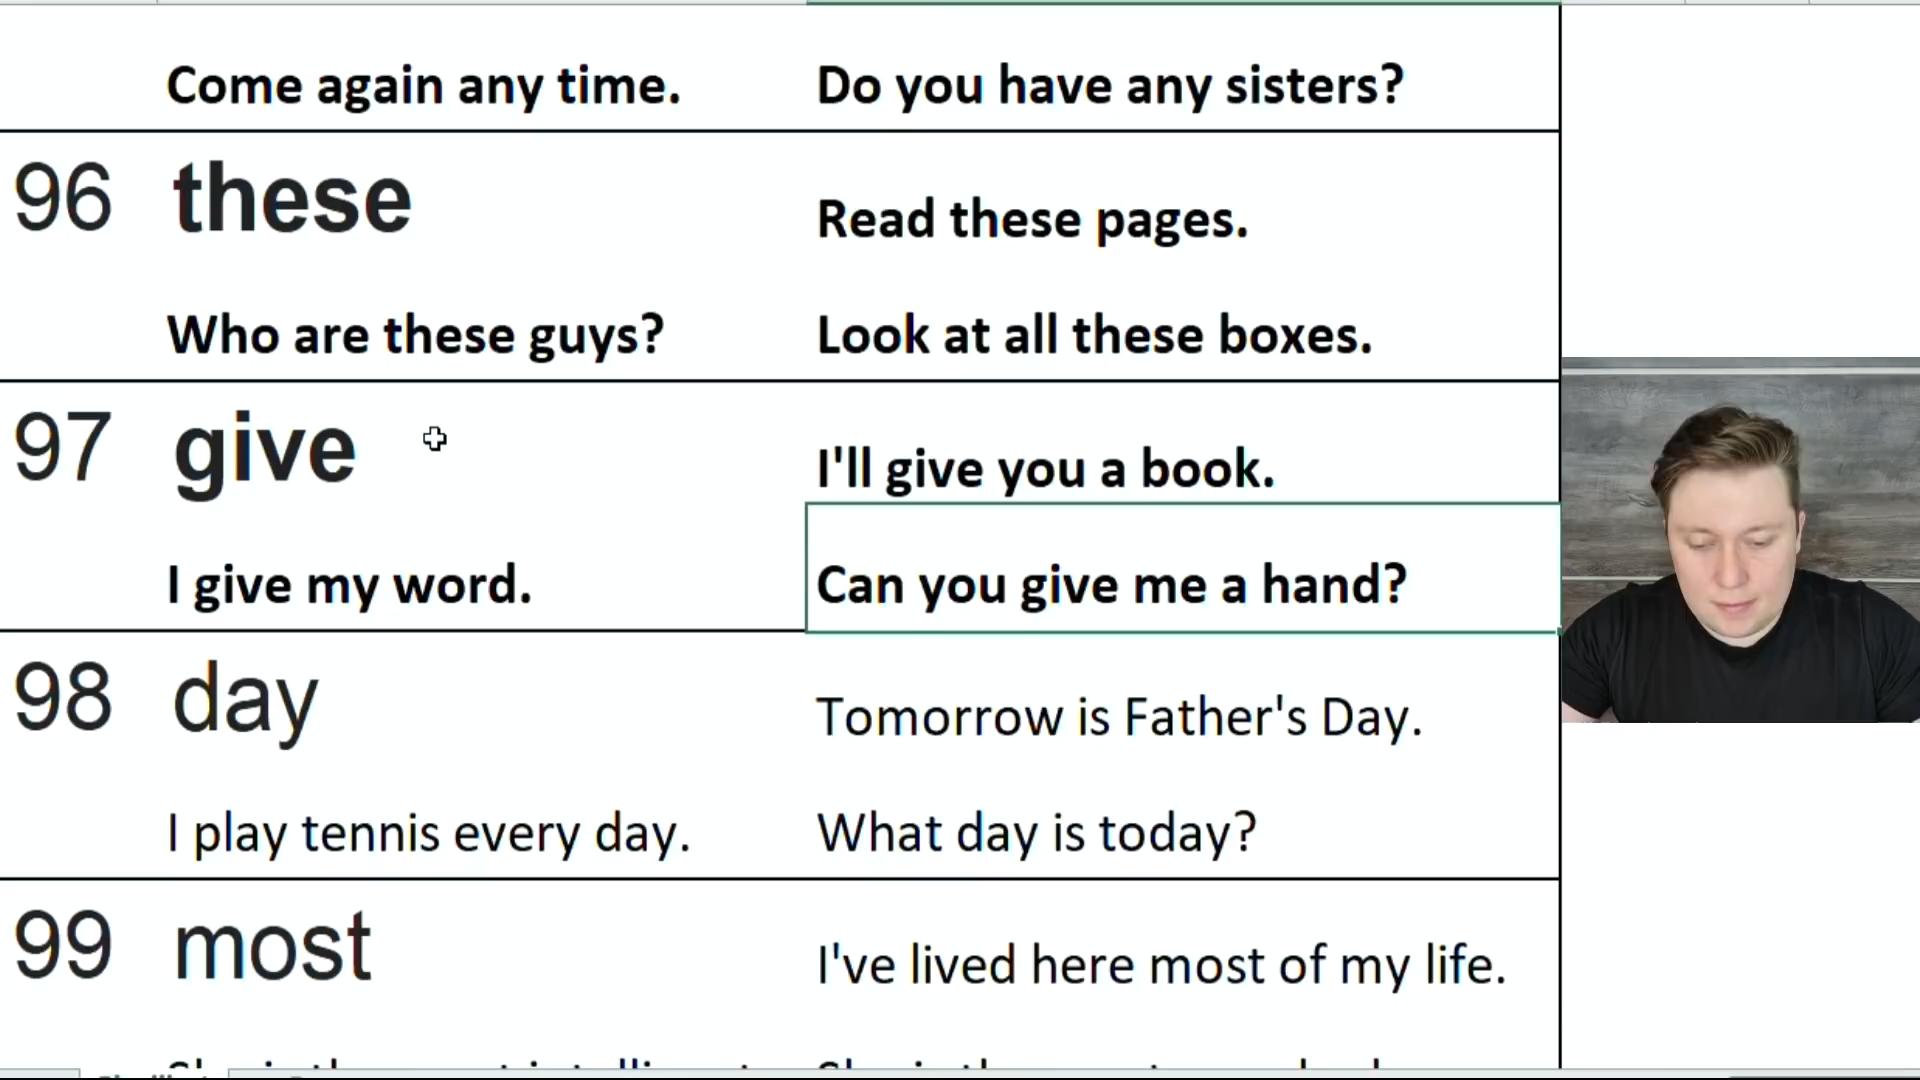 Come again any time. Do you have any sisters?
96 these Read these pages.
Who are these guys? Look at all these boxes.
97 give I'll give you a book.
I give my word. Can you give me a hand?
98 day Tomorrow is Father's Day.
I play tennis every day. What day is today?
99 most I've lived here most of my life.